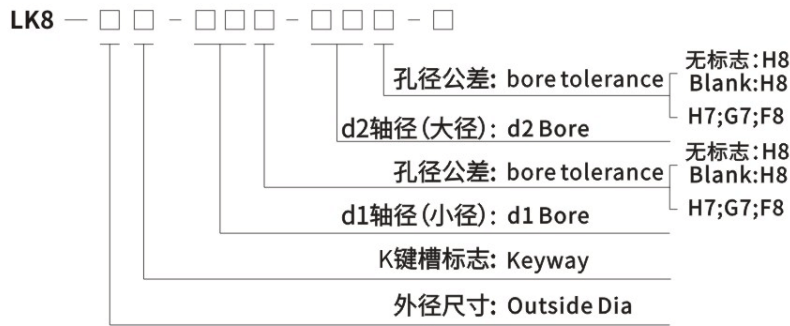 LK8 — □ □ - □ □ □ - □ □ □ - □
孔径公差: bore tolerance
无标志:H8
Blank:H8
H7;G7;F8
d2轴径(大径): d2 Bore
孔径公差: bore tolerance
无标志:H8
Blank:H8
H7;G7;F8
d1轴径(小径): d1 Bore
K键槽标志: Keyway
外径尺寸: Outside Dia